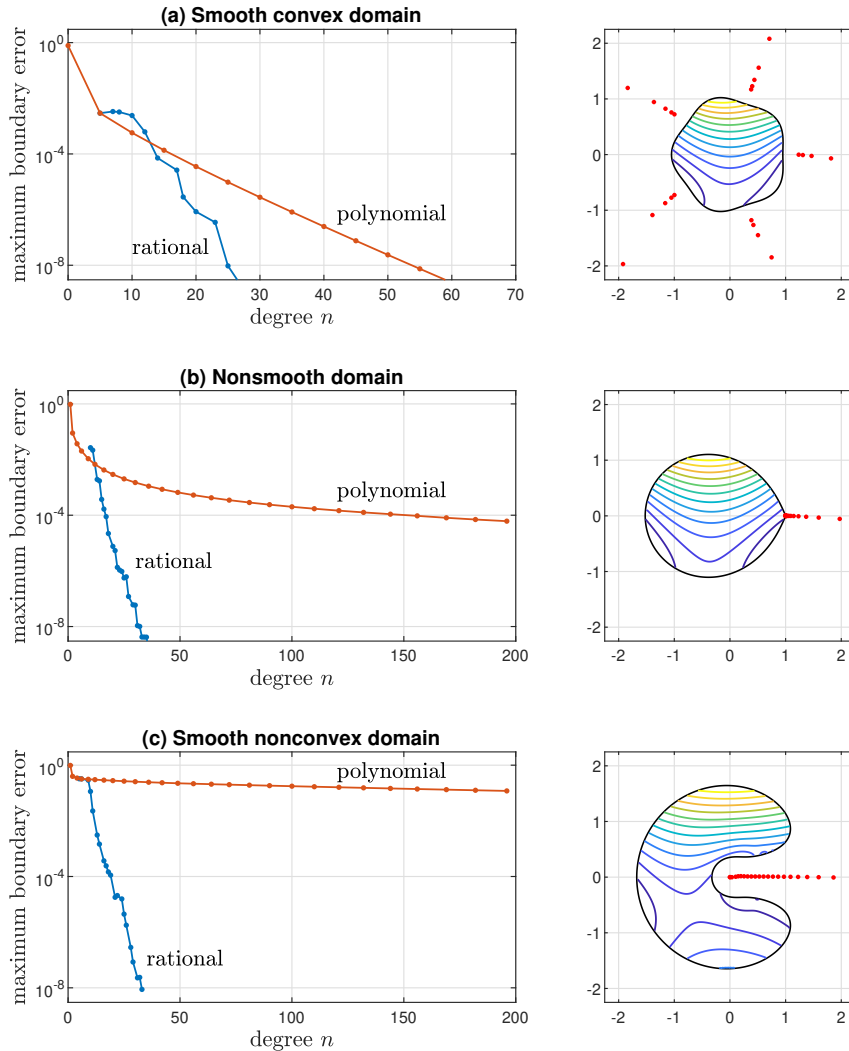 (a) Smooth convex domain
maximum boundary error
10^0
10^-4
10^-8
polynomial
rational
0 10 20 30 40 50 60 70
degree n
2
1
0
-1
-2
-2 -1 0 1 2
(b) Nonsmooth domain
maximum boundary error
10^0
10^-4
10^-8
polynomial
rational
0 50 100 150 200
degree n
2
1
0
-1
-2
-2 -1 0 1 2
(c) Smooth nonconvex domain
maximum boundary error
10^0
10^-4
10^-8
polynomial
rational
0 50 100 150 200
degree n
2
1
0
-1
-2
-2 -1 0 1 2